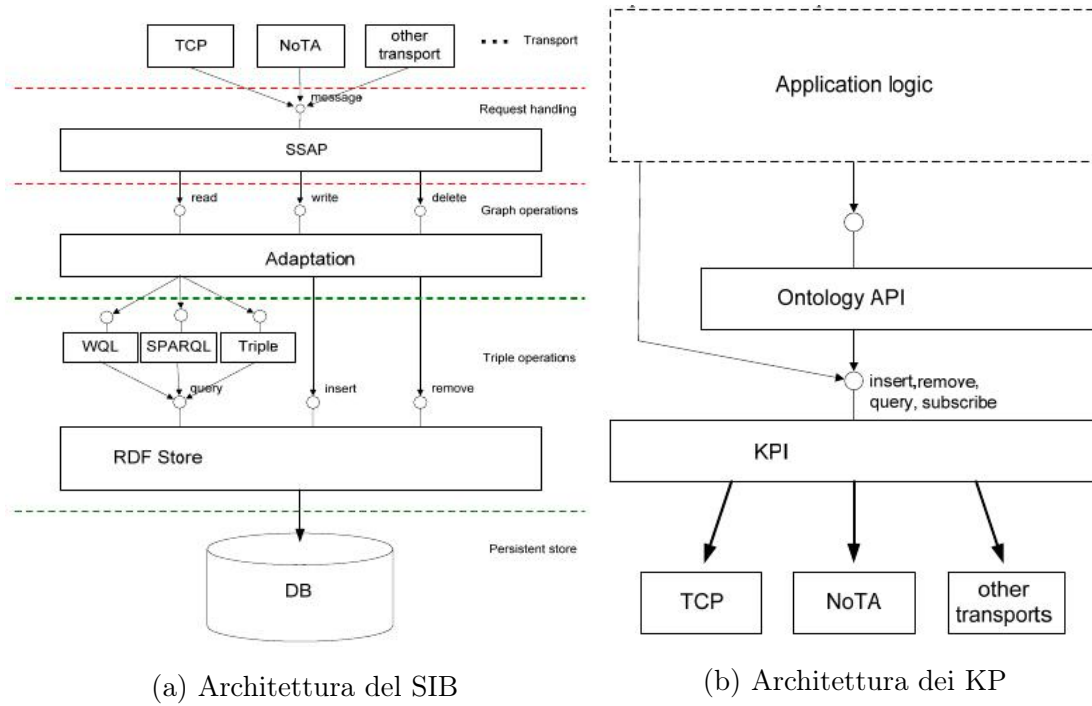 TCP
NoTA
other
transport
Transport
message
Request handling
SSAP
read
write
delete
Graph operations
Adaptation
WQL
SPARQL
Triple
Triple operations
query
insert
remove
RDF Store
Persistent store
DB
(a) Architettura del SIB
Application logic
Ontology API
insert,remove,
query, subscribe
KPI
TCP
NoTA
other
transports
(b) Architettura dei KP